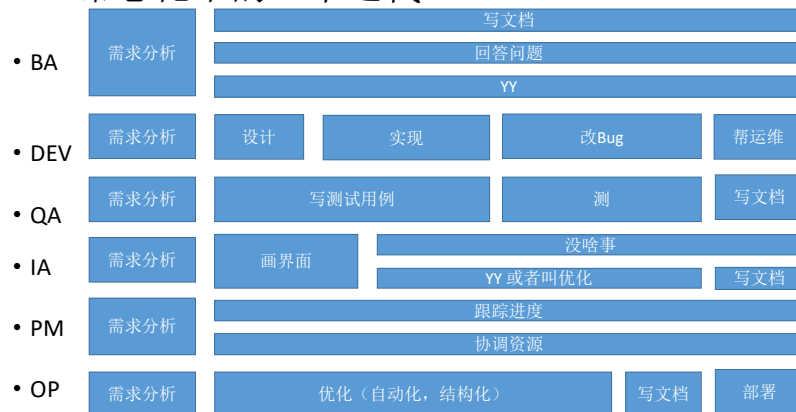 写文档
• BA 需求分析 回答问题
YY
• DEV 需求分析 设计 实现 改Bug 帮运维
• QA 需求分析 写测试用例 测 写文档
没啥事
• IA 需求分析 画界面
YY 或者叫优化 写文档
跟踪进度
• PM 需求分析
协调资源
• OP 需求分析 优化（自动化，结构化） 写文档 部署